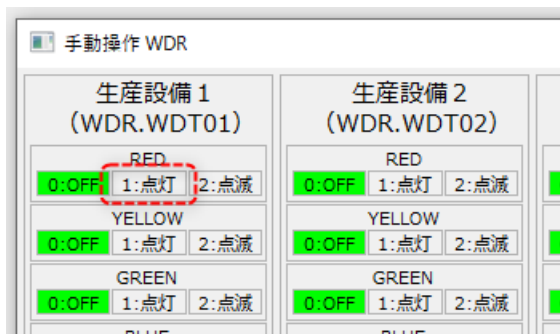 手動操作 WDR
生産設備１
（WDR.WDT01）
RED
0:OFF 1:点灯 2:点滅
YELLOW
0:OFF 1:点灯 2:点滅
GREEN
0:OFF 1:点灯 2:点滅
生産設備２
（WDR.WDT02）
RED
0:OFF 1:点灯 2:点滅
YELLOW
0:OFF 1:点灯 2:点滅
GREEN
0:OFF 1:点灯 2:点滅